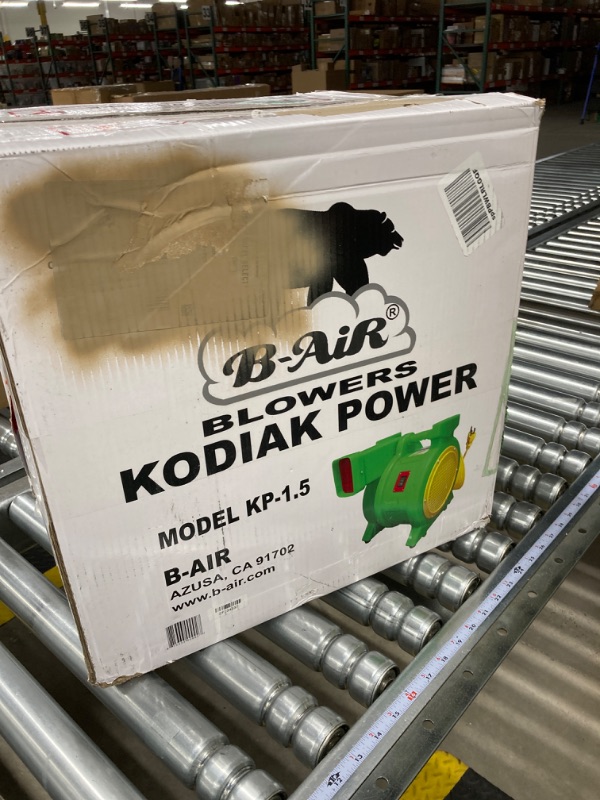 B-AiR®
BLOWERS
KODIAK POWER
MODEL KP-1.5
B-AIR
AZUSA, CA 91702
www.b-air.com